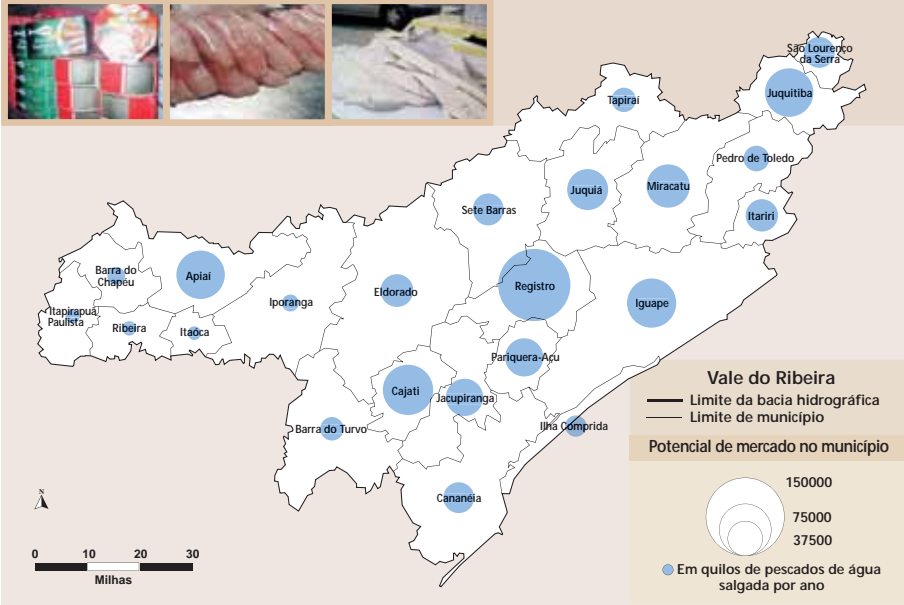 São Lourenço
da Serra
Juquitiba
Tapiraí
Pedro de Toledo
Juquiá
Miracatu
Sete Barras
Itariri
Barra do
Chapéu
Apiaí
Registro
Eldorado
Iporanga
Iguape
Itapirapuã
Paulista
Ribeira
Itaóca
Pariquera-Açu
Cajati
Jacupiranga
Barra do Turvo
Ilha Comprida
Cananéia
Vale do Ribeira
Limite da bacia hidrográfica
Limite de município
Potencial de mercado no município
150000
75000
37500
Em quilos de pescados de água
salgada por ano
N
0 10 20 30
Milhas